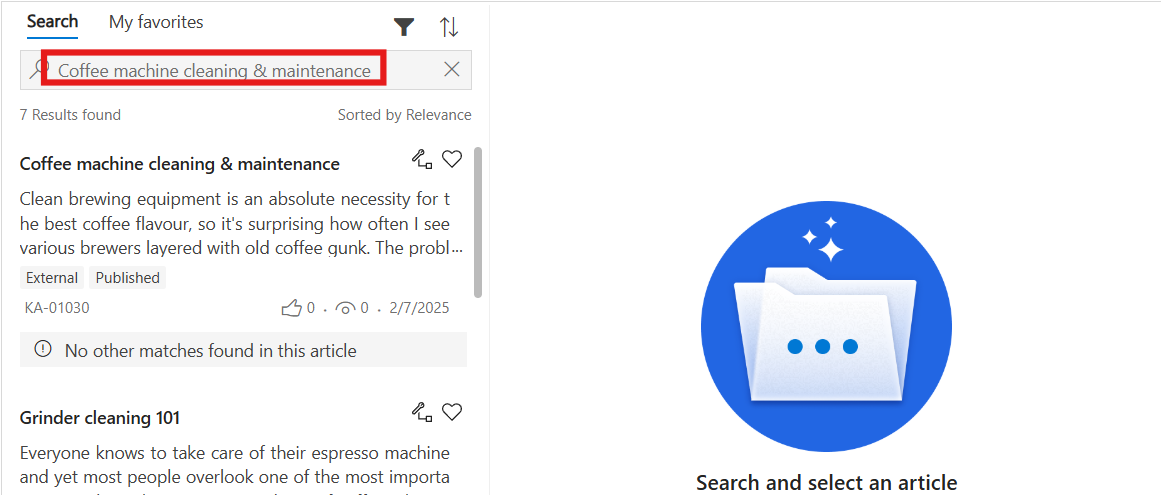 Search My favorites
Coffee machine cleaning & maintenance
7 Results found Sorted by Relevance
Coffee machine cleaning & maintenance
Clean brewing equipment is an absolute necessity for t
he best coffee flavour, so it's surprising how often I see
various brewers layered with old coffee gunk. The probl...
External Published
KA-01030 0 . 0 . 2/7/2025
No other matches found in this article
Grinder cleaning 101
Everyone knows to take care of their espresso machine
and yet most people overlook one of the most importa
Search and select an article